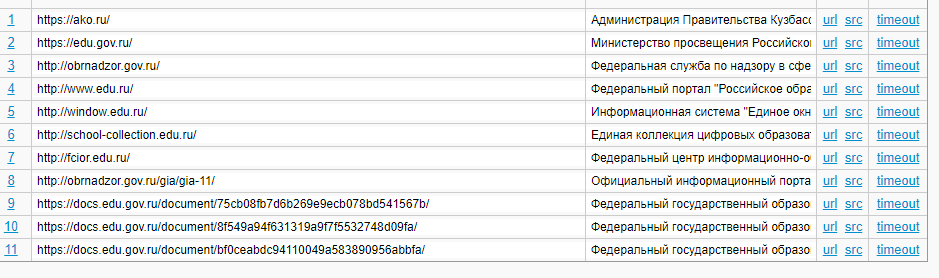 1 https://ako.ru/ Администрация Правительства Кузбасс url src timeout
2 https://edu.gov.ru/ Министерство просвещения Российско url src timeout
3 http://obrnadzor.gov.ru/ Федеральная служба по надзору в сфе url src timeout
4 http://www.edu.ru/ Федеральный портал "Российское обра url src timeout
5 http://window.edu.ru/ Информационная система "Единое окн url src timeout
6 http://school-collection.edu.ru/ Единая коллекция цифровых образоват url src timeout
7 http://fcior.edu.ru/ Федеральный центр информационно-о url src timeout
8 http://obrnadzor.gov.ru/gia/gia-11/ Официальный информационный порта url src timeout
9 https://docs.edu.gov.ru/document/75cb08fb7d6b269e9ecb078bd541567b/ Федеральный государственный образо url src timeout
10 https://docs.edu.gov.ru/document/8f549a94f631319a9f7f5532748d09fa/ Федеральный государственный образо url src timeout
11 https://docs.edu.gov.ru/document/bf0ceabdc94110049a583890956abbfa/ Федеральный государственный образо url src timeout